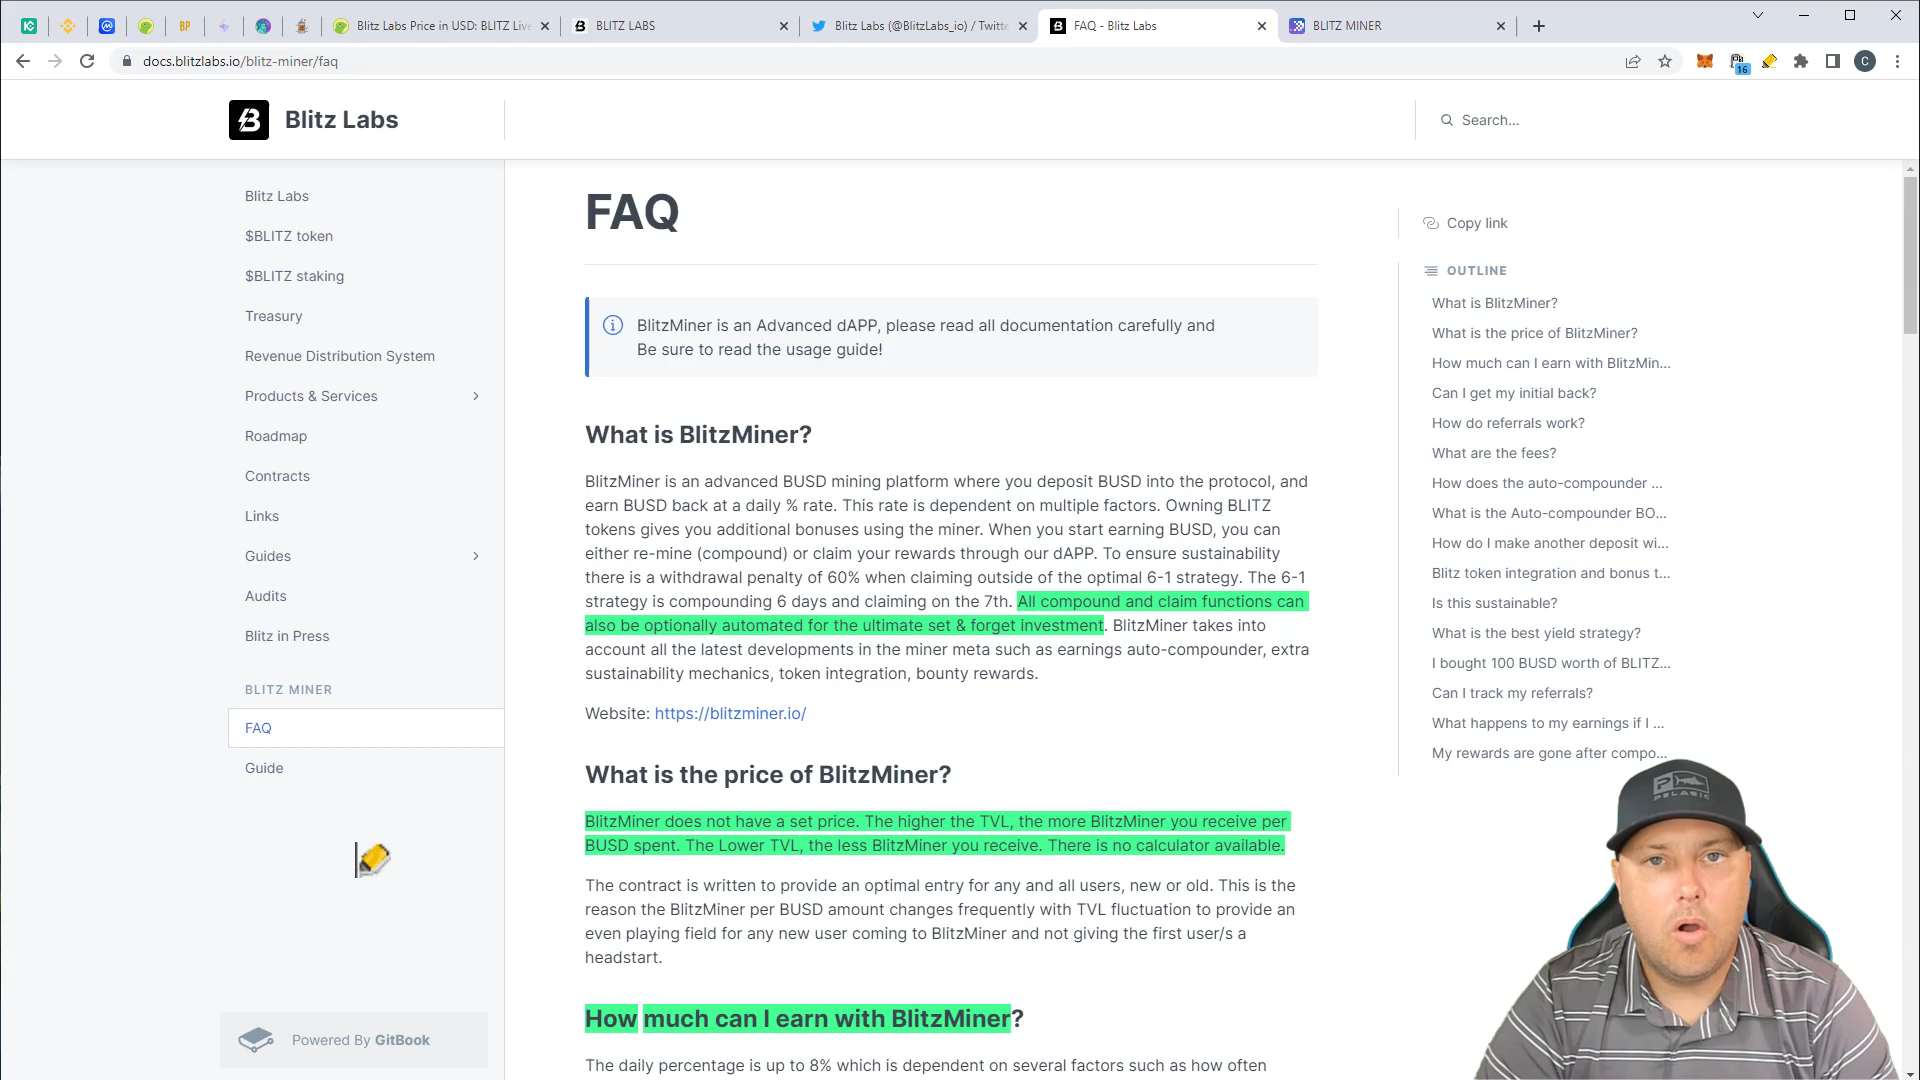 BP
Blitz Labs Price in USD: BLITZ Live
BLITZ LABS
Blitz Labs (@BlitzLabs_io) / Twitte
FAQ - Blitz Labs
BLITZ MINER
docs.blitzlabs.io/blitz-miner/faq
16
C
Blitz Labs
Search...
Blitz Labs
$BLITZ token
$BLITZ staking
Treasury
Revenue Distribution System
Products & Services
Roadmap
Contracts
Links
Guides
Audits
Blitz in Press
BLITZ MINER
FAQ
Guide
Powered By GitBook
FAQ
BlitzMiner is an Advanced dAPP, please read all documentation carefully and
Be sure to read the usage guide!
What is BlitzMiner?
BlitzMiner is an advanced BUSD mining platform where you deposit BUSD into the protocol, and
earn BUSD back at a daily % rate. This rate is dependent on multiple factors. Owning BLITZ
tokens gives you additional bonuses using the miner. When you start earning BUSD, you can
either re-mine (compound) or claim your rewards through our dAPP. To ensure sustainability
there is a withdrawal penalty of 60% when claiming outside of the optimal 6-1 strategy. The 6-1
strategy is compounding 6 days and claiming on the 7th. All compound and claim functions can
also be optionally automated for the ultimate set & forget investment. BlitzMiner takes into
account all the latest developments in the miner meta such as earnings auto-compounder, extra
sustainability mechanics, token integration, bounty rewards.
Website: https://blitzminer.io/
What is the price of BlitzMiner?
BlitzMiner does not have a set price. The higher the TVL, the more BlitzMiner you receive per
BUSD spent. The Lower TVL, the less BlitzMiner you receive. There is no calculator available.
The contract is written to provide an optimal entry for any and all users, new or old. This is the
reason the BlitzMiner per BUSD amount changes frequently with TVL fluctuation to provide an
even playing field for any new user coming to BlitzMiner and not giving the first user/s a
headstart.
How much can I earn with BlitzMiner?
The daily percentage is up to 8% which is dependent on several factors such as how often
Copy link
OUTLINE
What is BlitzMiner?
What is the price of BlitzMiner?
How much can I earn with BlitzMin...
Can I get my initial back?
How do referrals work?
What are the fees?
How does the auto-compounder ...
What is the Auto-compounder BO...
How do I make another deposit wi...
Blitz token integration and bonus t...
Is this sustainable?
What is the best yield strategy?
I bought 100 BUSD worth of BLITZ...
Can I track my referrals?
What happens to my earnings if I ...
My rewards are gone after compo...
PELAGIC